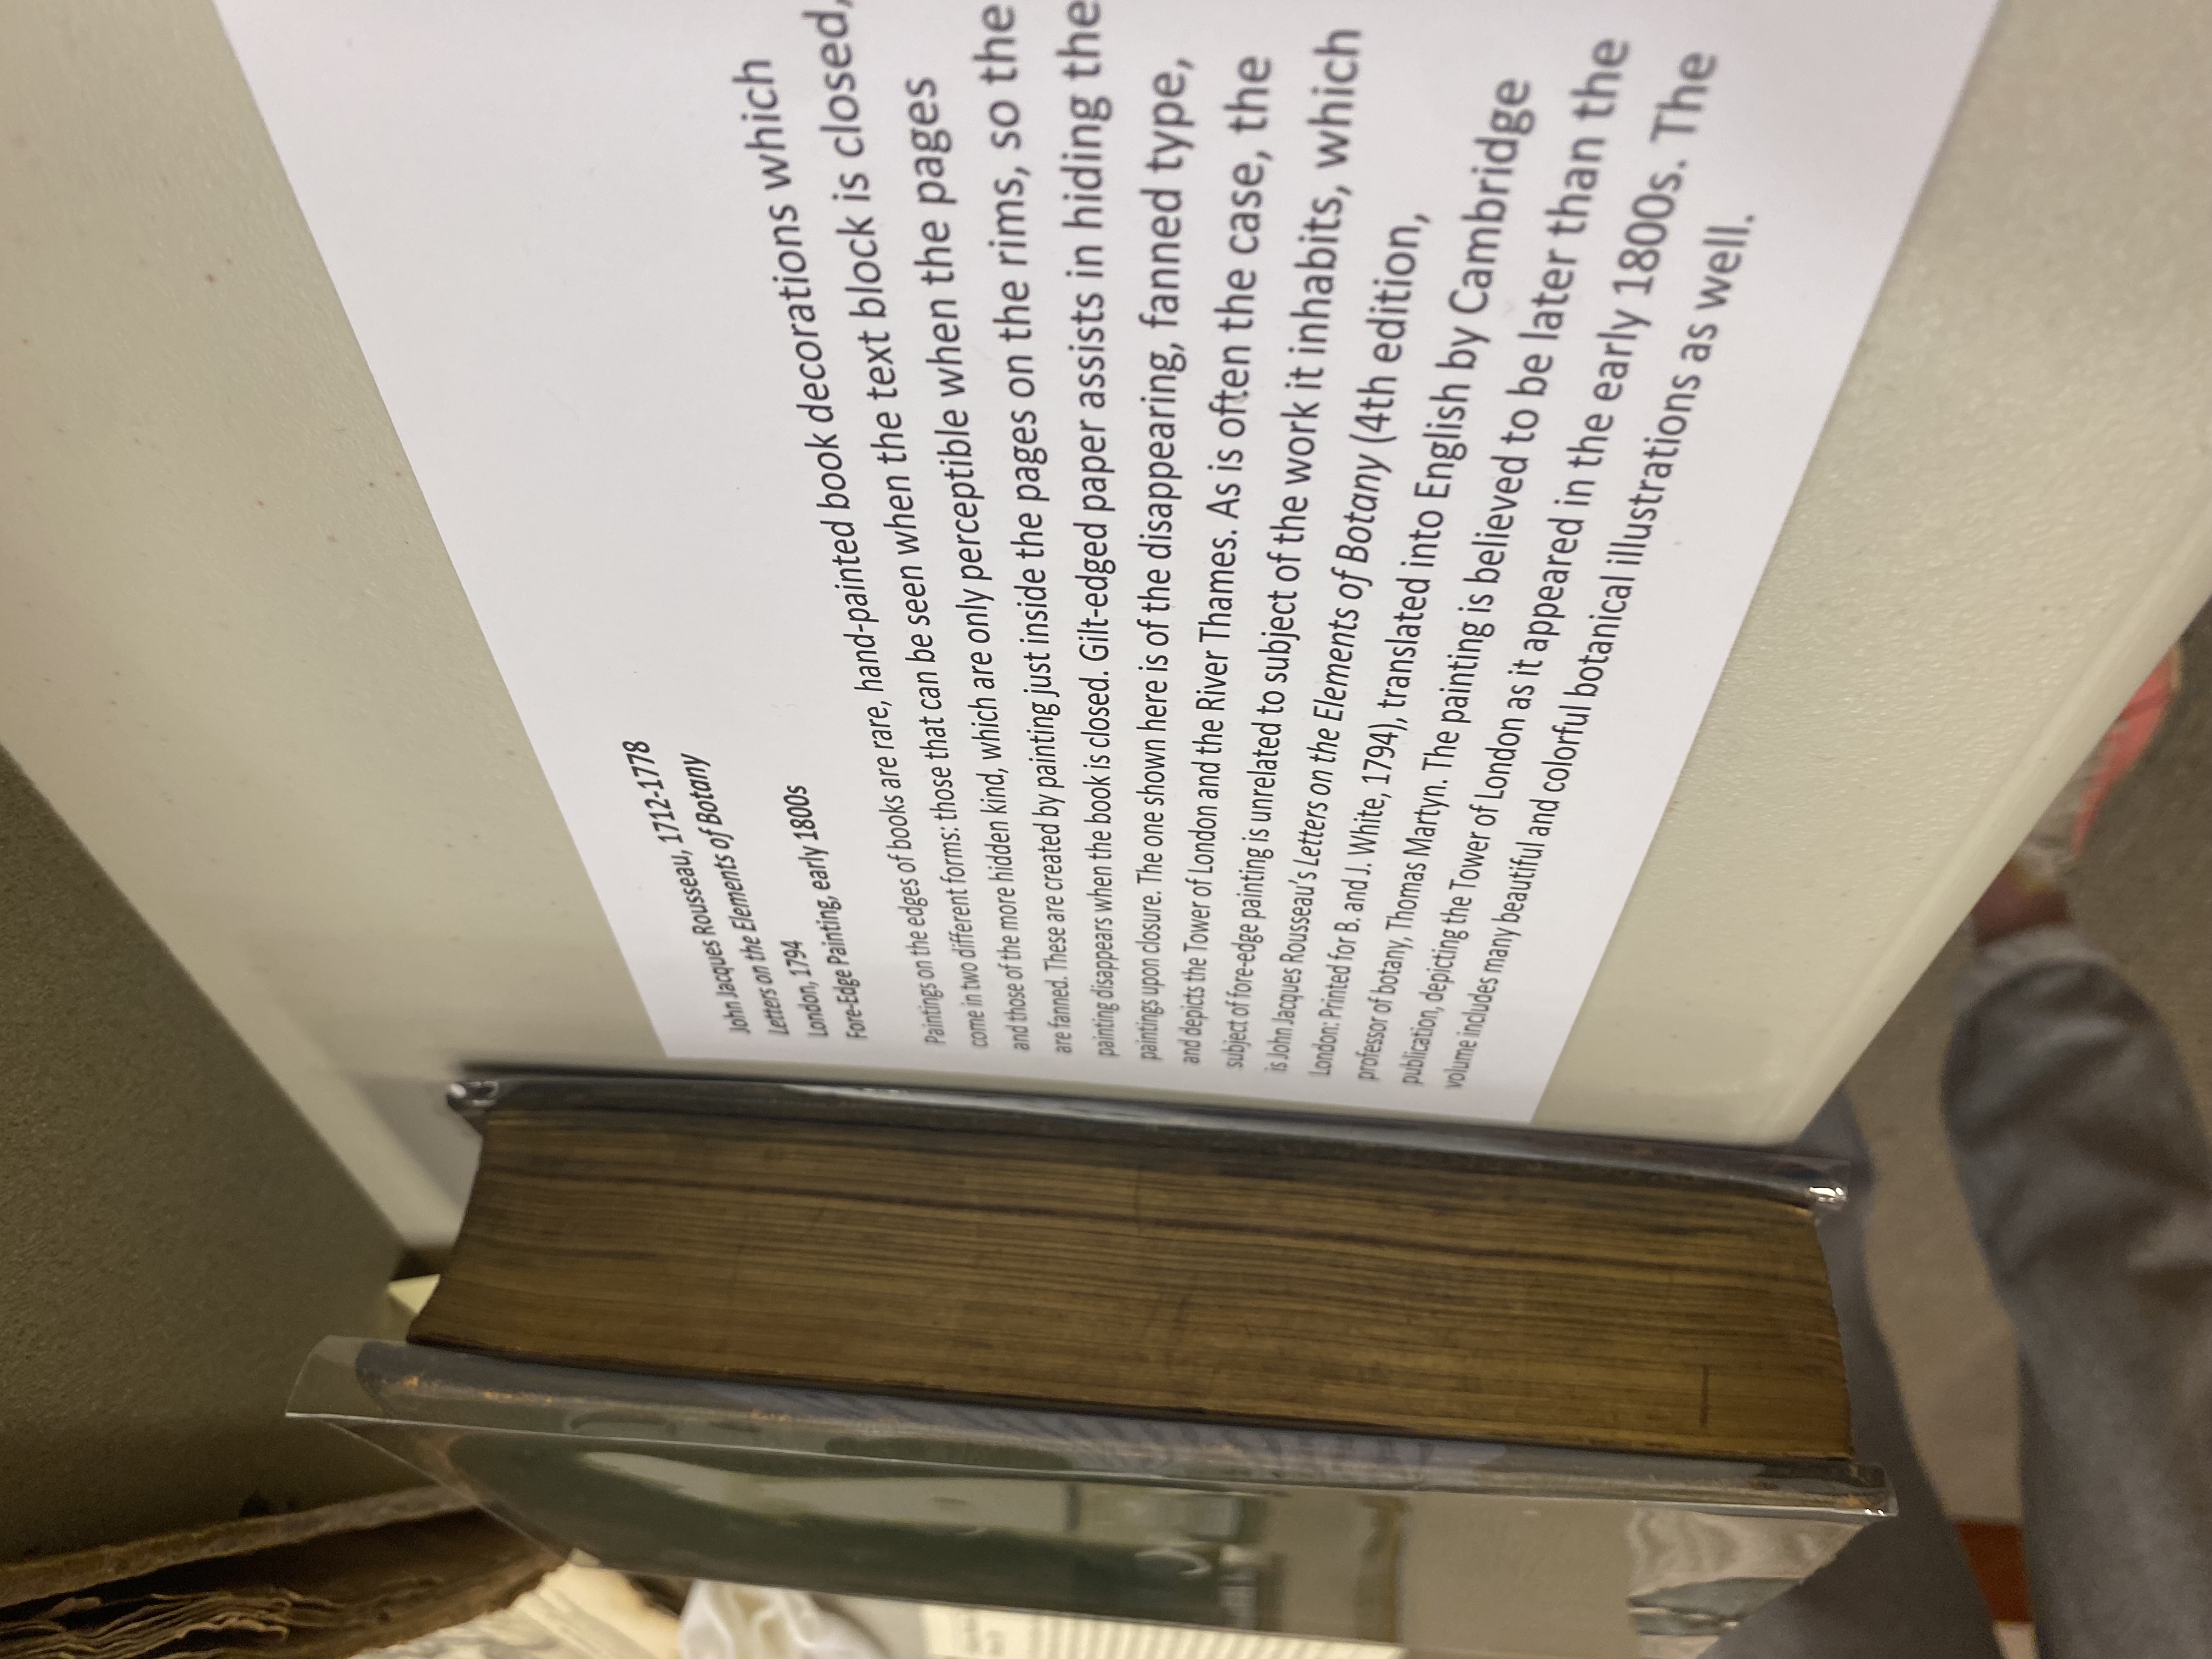 John Jacques Rousseau, 1712-1778
Letters on the Elements of Botany
London, 1794
Fore-Edge Painting, early 1800s
Paintings on the edges of books are rare, hand-painted book decorations which
come in two different forms: those that can be seen when the text block is closed,
and those of the more hidden kind, which are only perceptible when the pages
are fanned. These are created by painting just inside the pages on the rims, so the
painting disappears when the book is closed. Gilt-edged paper assists in hiding the
paintings upon closure. The one shown here is of the disappearing, fanned type,
and depicts the Tower of London and the River Thames. As is often the case, the
subject of fore-edge painting is unrelated to subject of the work it inhabits, which
is John Jacques Rousseau's Letters on the Elements of Botany (4th edition,
London: Printed for B. and J. White, 1794), translated into English by Cambridge
professor of botany, Thomas Martyn. The painting is believed to be later than the
publication, depicting the Tower of London as it appeared in the early 1800s. The
volume includes many beautiful and colorful botanical illustrations as well.